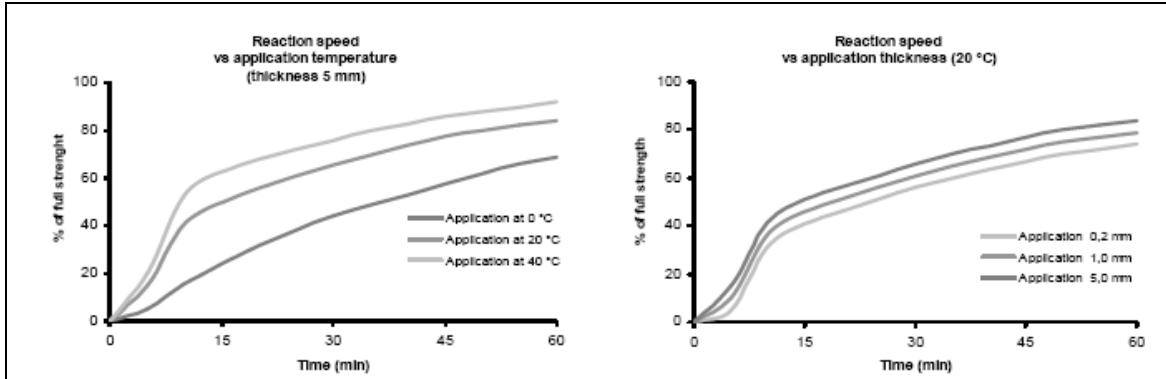 Reaction speed
vs application temperature
(thickness 5 mm)
100
80
60
40
20
0
% of full strenght
Application at 0 °C
Application at 20 °C
Application at 40 °C
0
15
30
45
60
Time (min)
Reaction speed
vs application thickness (20 °C)
100
80
60
40
20
0
% of full strength
Application 0,2 mm
Application 1,0 mm
Application 5,0 mm
0
15
30
45
60
Time (min)